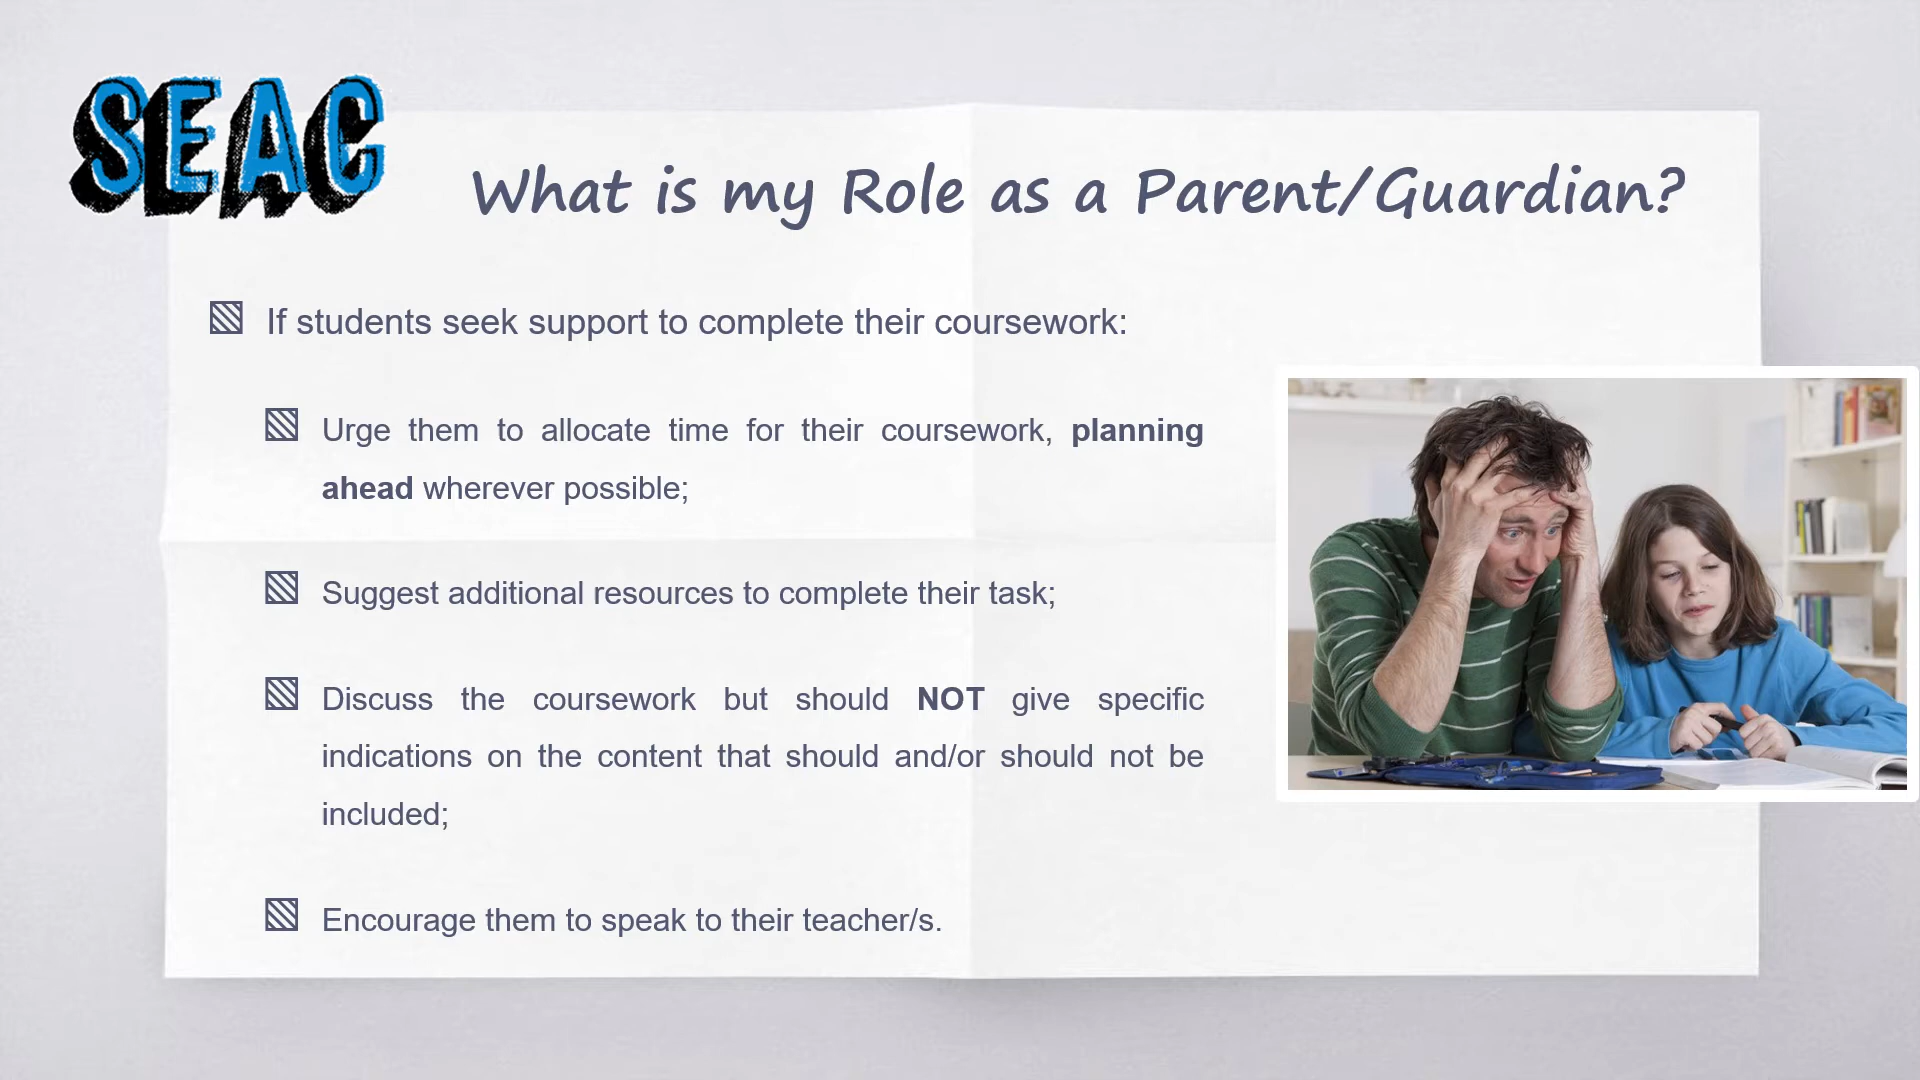 SEAC
What is my Role as a Parent/Guardian?
If students seek support to complete their coursework:
Urge them to allocate time for their coursework, planning
ahead wherever possible;
Suggest additional resources to complete their task;
Discuss the coursework but should NOT give specific
indications on the content that should and/or should not be
included;
Encourage them to speak to their teacher/s.